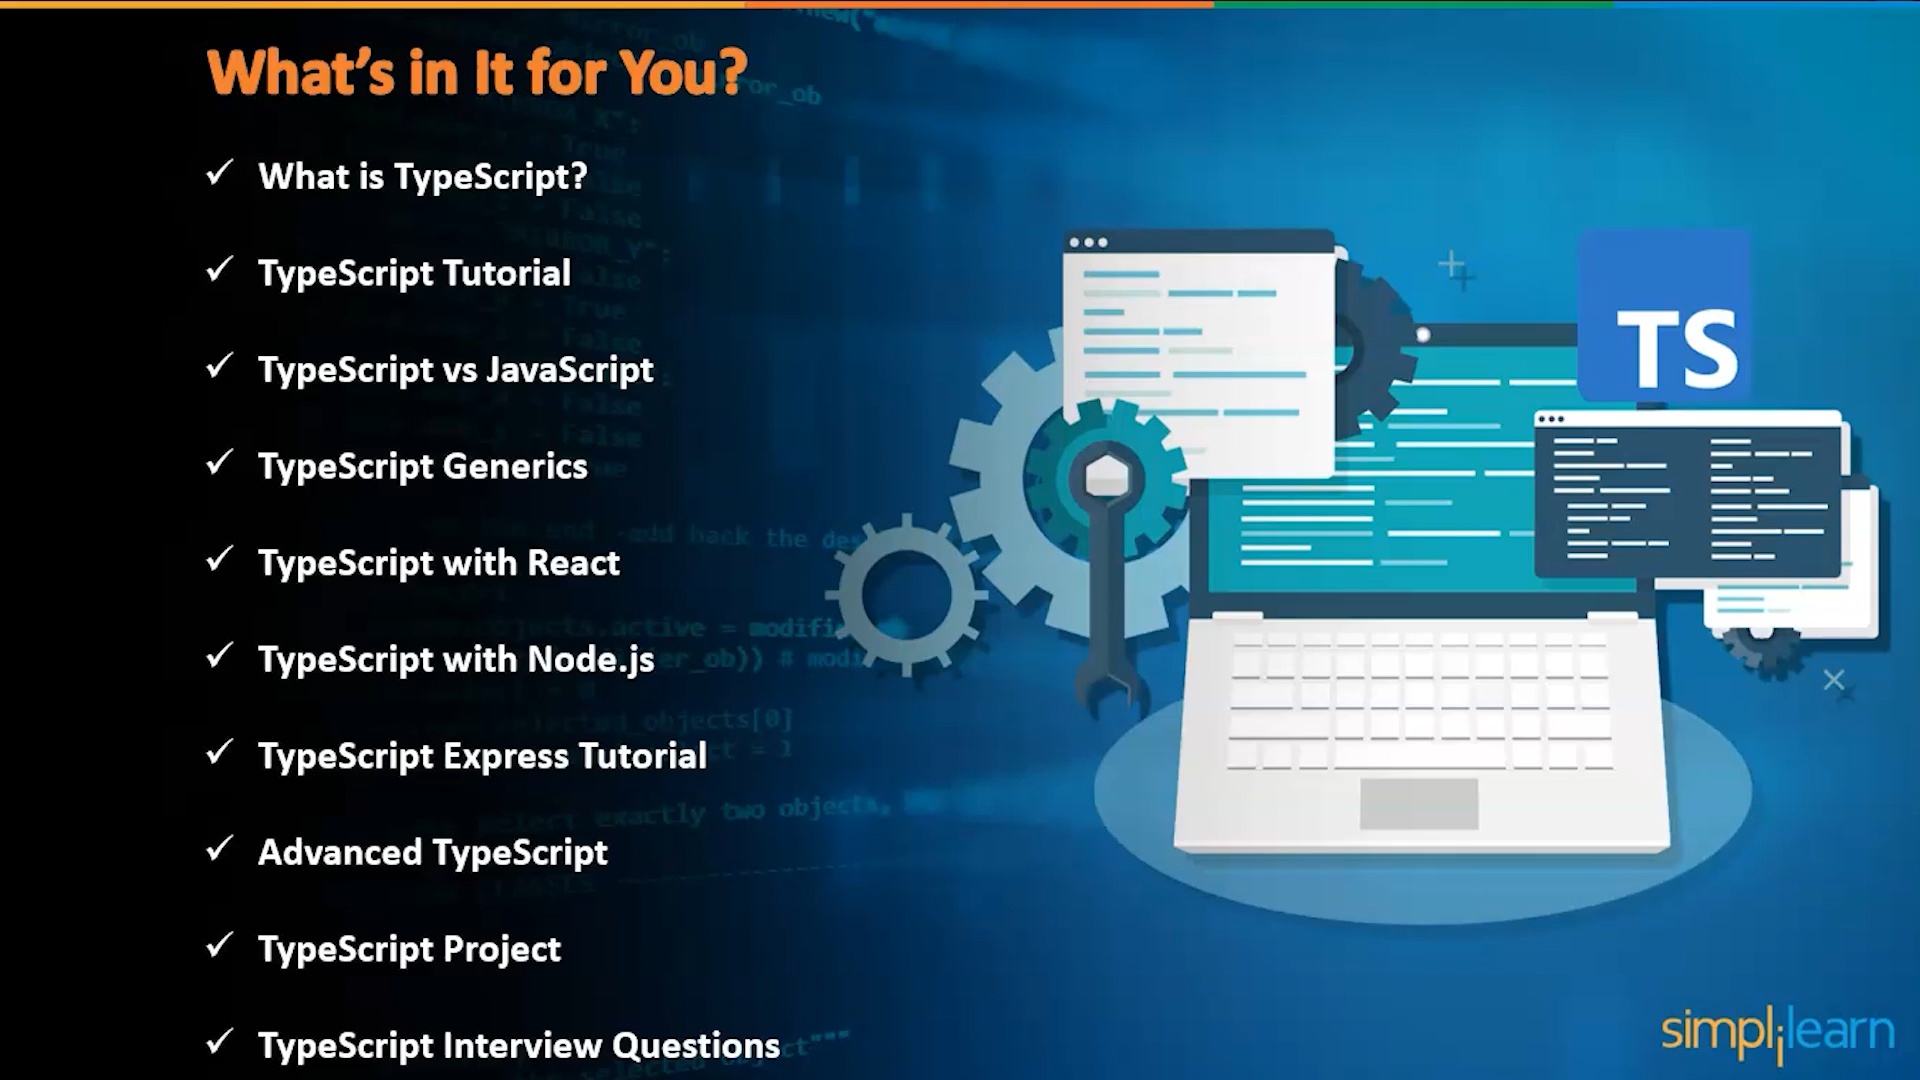 What's in It for You?
✓ What is TypeScript?
✓ TypeScript Tutorial
✓ TypeScript vs JavaScript
✓ TypeScript Generics
✓ TypeScript with React
✓ TypeScript with Node.js
✓ TypeScript Express Tutorial
✓ Advanced TypeScript
✓ TypeScript Project
✓ TypeScript Interview Questions
TS
simplilearn